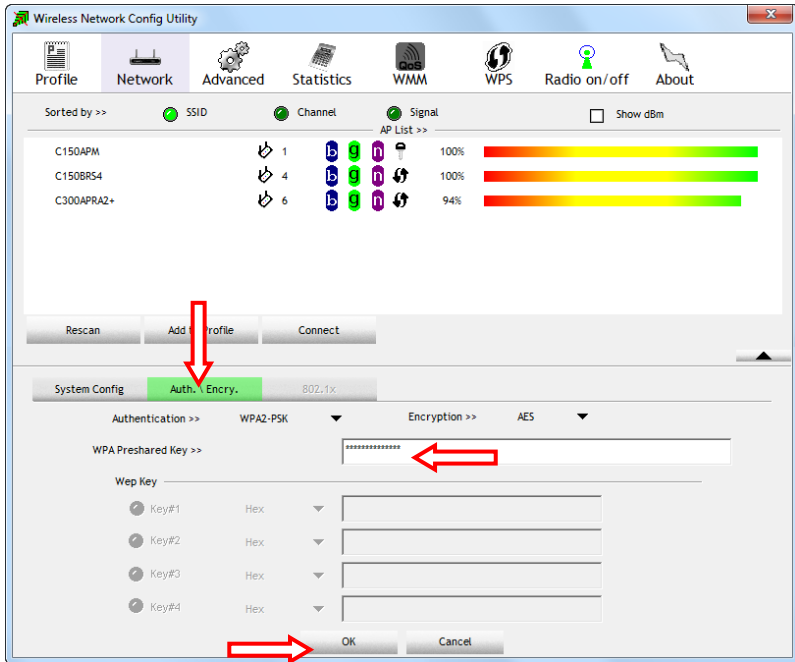 Wireless Network Config Utility
Profile Network Advanced Statistics QoS WMM WPS Radio on/off About
Sorted by >> SSID Channel Signal Show dBm
AP List >>
C150APM 1 b g n 100%
C150BRS4 4 b g n 100%
C300APRA2+ 6 b g n 94%
Rescan Add Profile Connect
System Config Auth. \ Encry. 802.1x
Authentication >> WPA2-PSK Encryption >> AES
WPA Preshared Key >> **************
Wep Key
Key#1 Hex
Key#2 Hex
Key#3 Hex
Key#4 Hex
OK Cancel